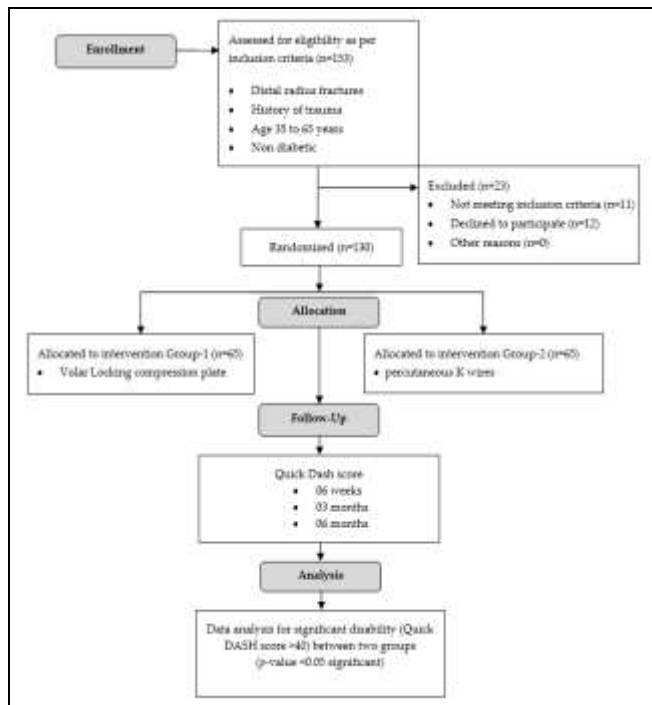 Enrollment
Assessed for eligibility as per
inclusion criteria (n=153)
• Distal radius fractures
• History of trauma
• Age 35 to 65 years
• Non diabetic
Excluded (n=23)
• Not meeting inclusion criteria (n=11)
• Declined to participate (n=12)
• Other reasons (n=0)
Randomized (n=130)
Allocation
Allocated to intervention Group-1 (n=65)
• Volar Locking compression plate
Allocated to intervention Group-2 (n=65)
• percutaneous K wires
Follow-Up
Quick Dash score
• 06 weeks
• 03 months
• 06 months
Analysis
Data analysis for significant disability (Quick
DASH score >40) between two groups
(p-value <0.05 significant)